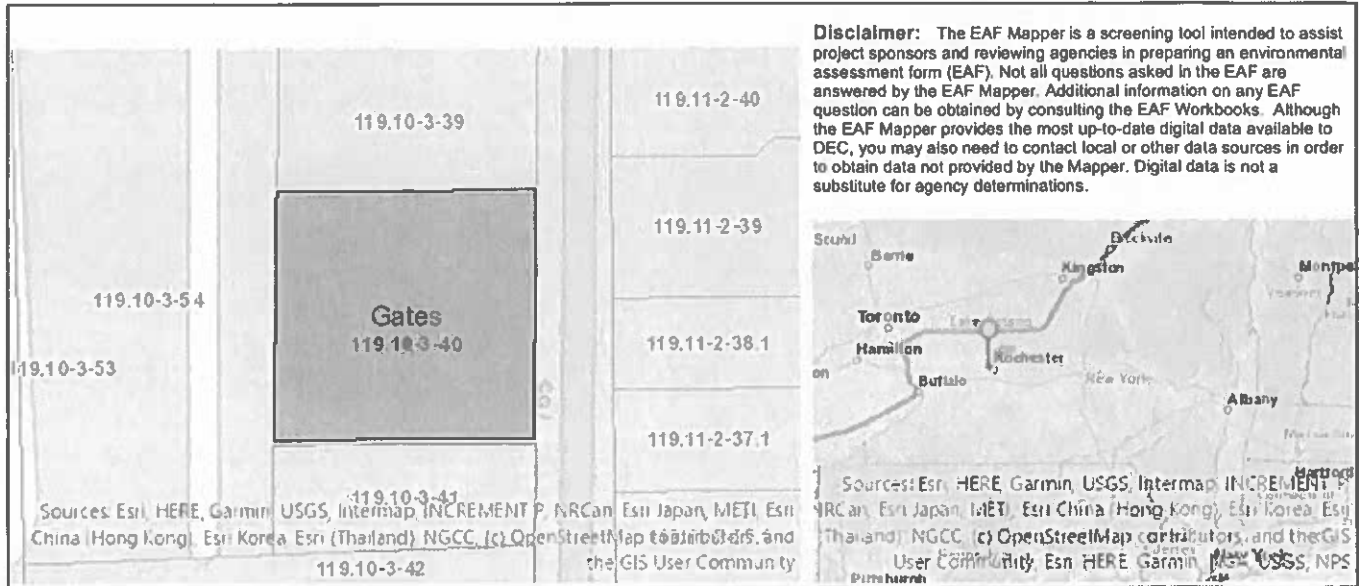 Disclaimer: The EAF Mapper is a screening tool intended to assist
project sponsors and reviewing agencies in preparing an environmental
assessment form (EAF). Not all questions asked in the EAF are
answered by the EAF Mapper. Additional information on any EAF
question can be obtained by consulting the EAF Workbooks. Although
the EAF Mapper provides the most up-to-date digital data available to
DEC, you may also need to contact local or other data sources in order
to obtain data not provided by the Mapper. Digital data is not a
substitute for agency determinations.
119.10-3-39
119.11-2-40
119.11-2-39
119.10-3-54
Gates
119.10-3-40
119.11-2-38.1
119.10-3-53
119.11-2-37.1
119.10-3-41
Sources: Esri, HERE, Garmin, USGS, Intermap, INCREMENT P, NRCan, Esri Japan, METI, Esri
China (Hong Kong), Esri Korea, Esri (Thailand), NGCC, (c) OpenStreetMap contributors, and
the GIS User Community
119.10-3-42
Sound
Barrie
Kingston
Toronto
Hamilton
Rochester
Buffalo
New York
Albany
Hartford
Sources: Esri, HERE, Garmin, USGS, Intermap, INCREMENT P,
NRCan, Esri Japan, METI, Esri China (Hong Kong), Esri Korea, Esri
(Thailand), NGCC, (c) OpenStreetMap contributors, and the GIS
User Community, Esri, HERE, Garmin, USGS, NPS
New York
Pittsburgh